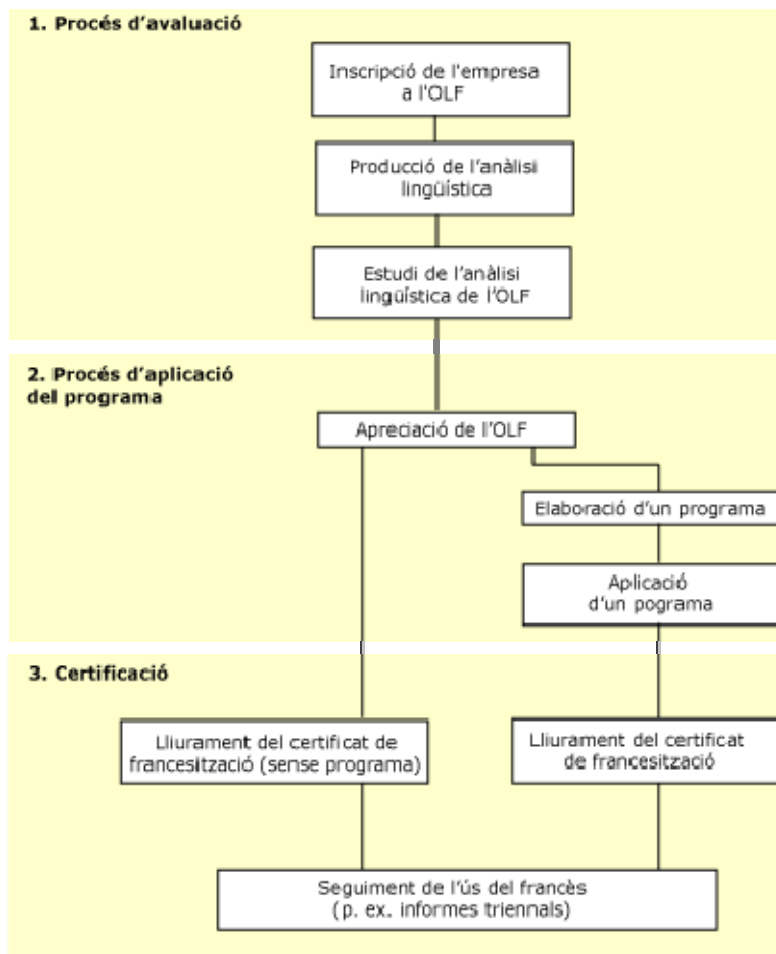 1. Procés d'avaluació
Inscripció de l'empresa
a l'OLF
Producció de l'anàlisi
lingüística
Estudi de l'anàlisi
lingüística de l'OLF
2. Procés d'aplicació
del programa
Apreciació de l'OLF
Elaboració d'un programa
Aplicació
d'un pograma
3. Certificació
Lliurament del certificat de
francesització (sense programa)
Lliurament del certificat
de francesització
Seguiment de l'ús del francès
(p. ex. informes triennals)